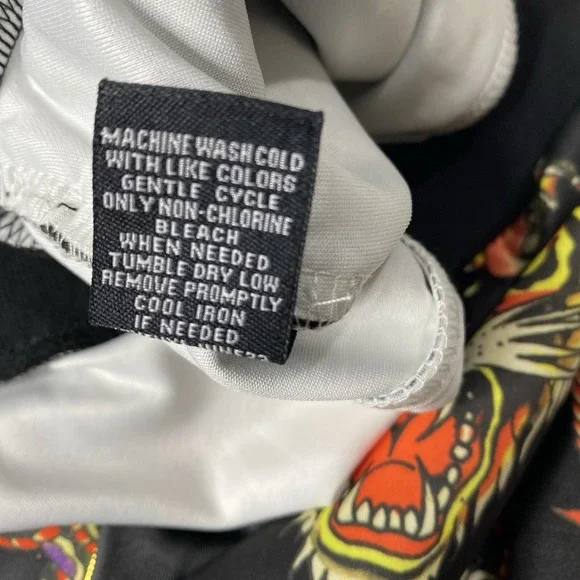 MACHINE WASH COLD
WITH LIKE COLORS
GENTLE CYCLE
ONLY NON-CHLORINE
BLEACH
WHEN NEEDED
TUMBLE DRY LOW
REMOVE PROMPTLY
COOL IRON
IF NEEDED